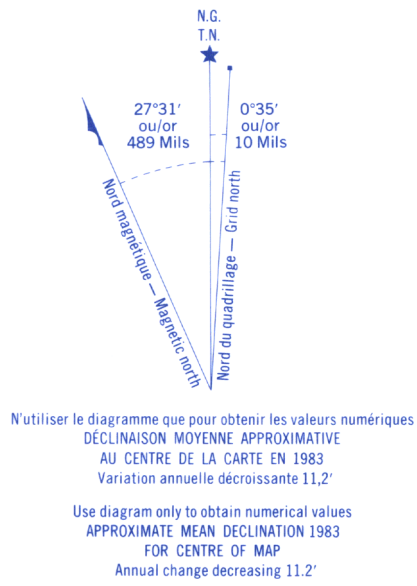 N.G.
T.N.
27°31′
ou/or
489 Mils
0°35′
ou/or
10 Mils
Nord magnétique — Magnetic north
Nord du quadrillage — Grid north
N'utiliser le diagramme que pour obtenir les valeurs numériques
DÉCLINAISON MOYENNE APPROXIMATIVE
AU CENTRE DE LA CARTE EN 1983
Variation annuelle décroissante 11,2′
Use diagram only to obtain numerical values
APPROXIMATE MEAN DECLINATION 1983
FOR CENTRE OF MAP
Annual change decreasing 11.2′